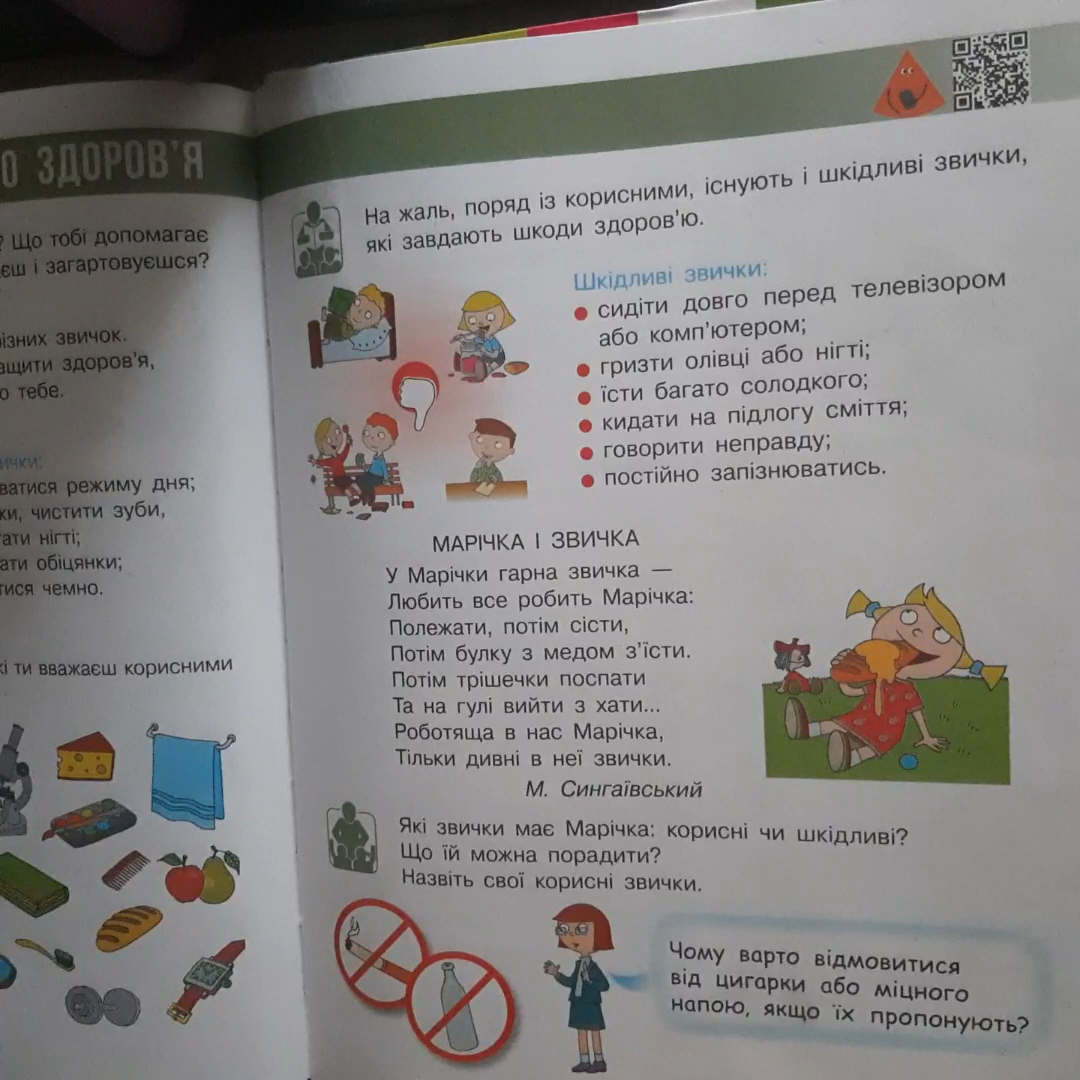 О ЗДОРОВ'Я
? Що тобі допомагає
єш і загартовуєшся?
ізних звичок.
ащити здоров'я,
о тебе.
ички:
ватися режиму дня;
ки, чистити зуби,
ати нігті;
ати обіцянки;
тися чемно.
кі ти вважаєш корисними
На жаль, поряд із корисними, існують і шкідливі звички,
які завдають шкоди здоров'ю.
Шкідливі звички:
• сидіти довго перед телевізором
або комп'ютером;
• гризти олівці або нігті;
• їсти багато солодкого;
• кидати на підлогу сміття;
• говорити неправду;
• постійно запізнюватись.
МАРІЧКА І ЗВИЧКА
У Марічки гарна звичка —
Любить все робить Марічка:
Полежати, потім сісти,
Потім булку з медом з'їсти.
Потім трішечки поспати
Та на гулі вийти з хати...
Роботяща в нас Марічка,
Тільки дивні в неї звички.
М. Сингаївський
Які звички має Марічка: корисні чи шкідливі?
Що їй можна порадити?
Назвіть свої корисні звички.
Чому варто відмовитися
від цигарки або міцного
напою, якщо їх пропонують?